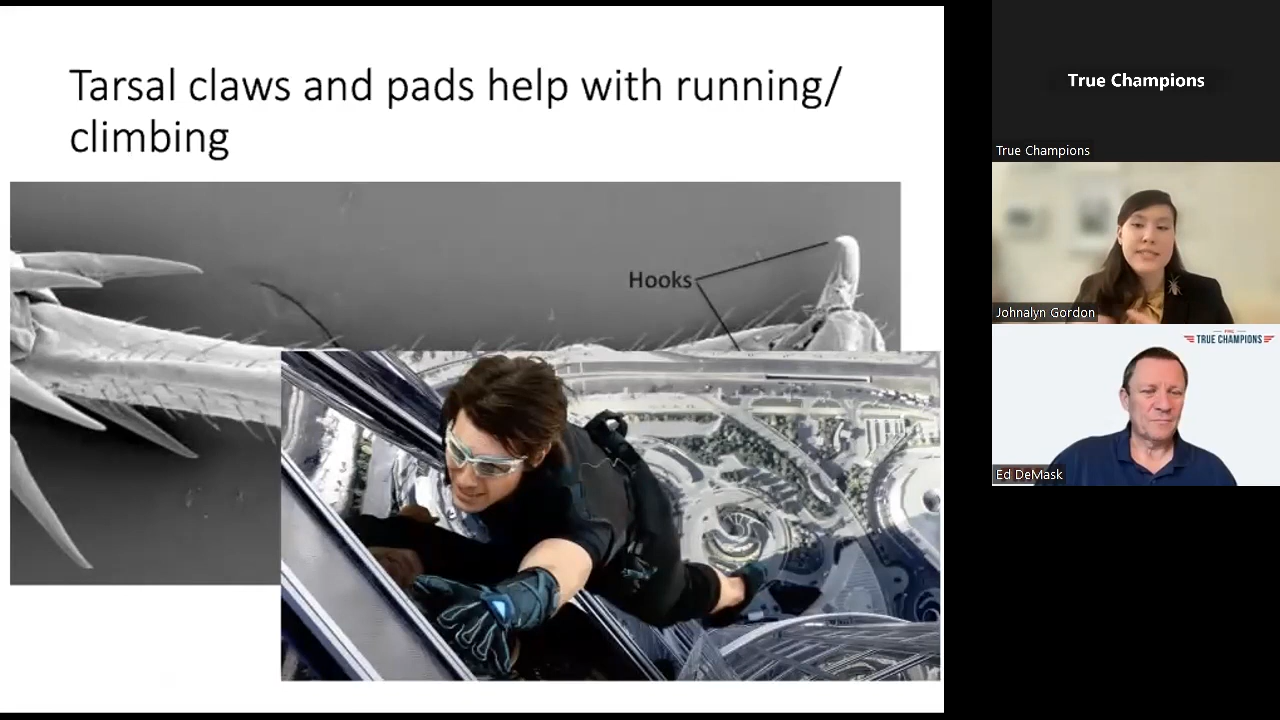 Tarsal claws and pads help with running/
climbing
Hooks
True Champions
True Champions
Johnalyn Gordon
TRUE CHAMPIONS
Ed DeMask